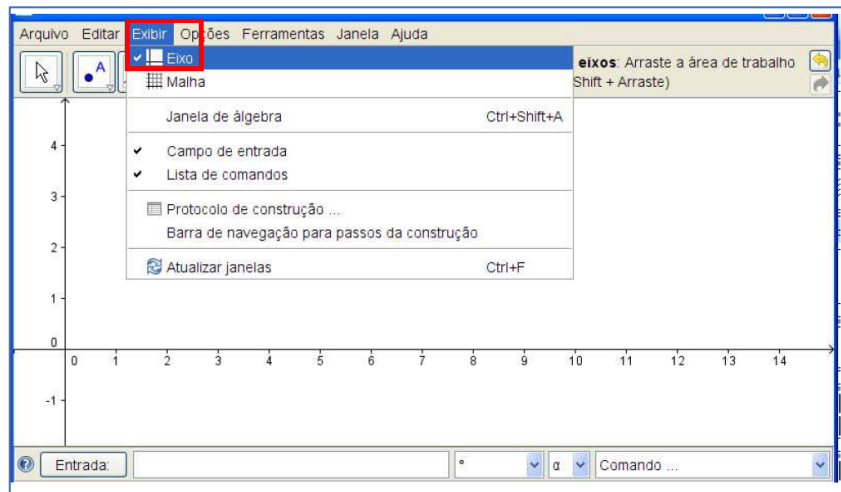 Arquivo Editar Exibir Opções Ferramentas Janela Ajuda
A
Eixo
eixos: Arraste a área de trabalho
Malha
Shift + Arraste)
Janela de álgebra Ctrl+Shift+A
Campo de entrada
Lista de comandos
Protocolo de construção ...
Barra de navegação para passos da construção
Atualizar janelas Ctrl+F
4
3
2
1
0
0 1 2 3 4 5 6 7 8 9 10 11 12 13 14
-1
Entrada: ° α Comando ...